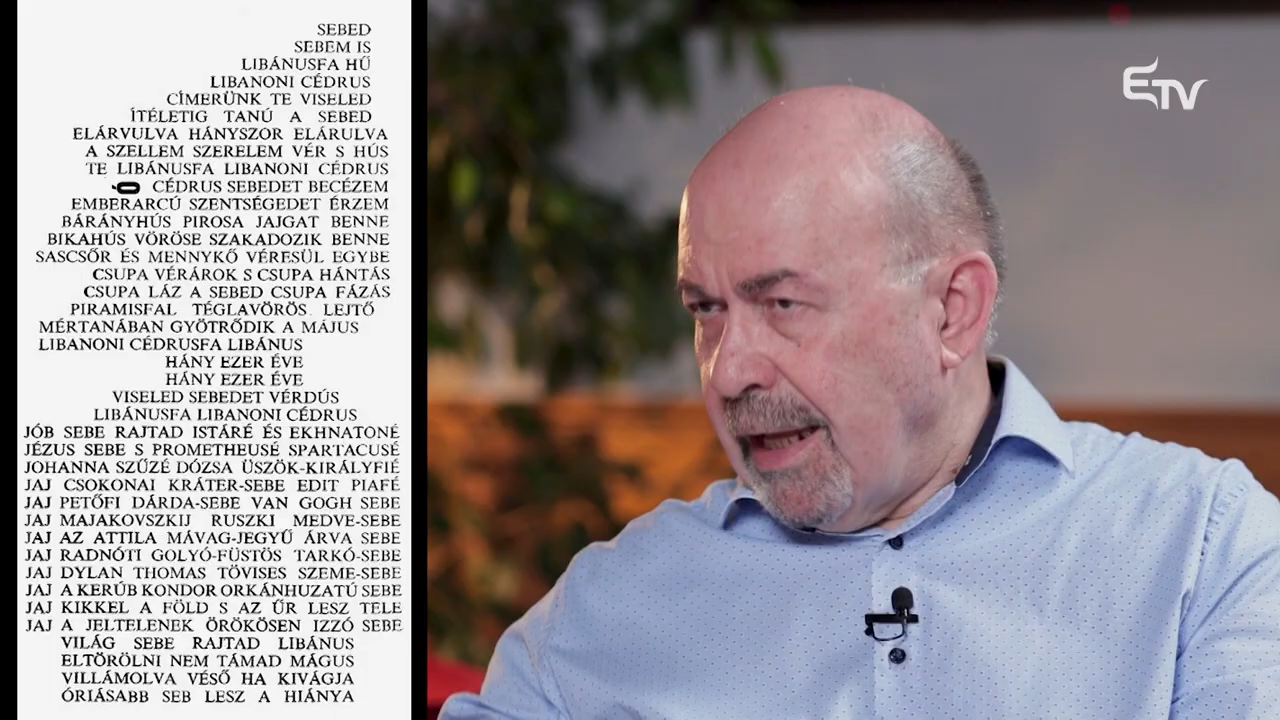 SEBED
SEBEM IS
LIBÁNUSFA HŰ
LIBANONI CÉDRUS
CÍMERÜNK TE VISELED
ÍTÉLETIG TANÚ A SEBED
ELÁRVULVA HÁNYSZOR ELÁRULVA
A SZELLEM SZERELEM VÉR S HÚS
TE LIBÁNUSFA LIBANONI CÉDRUS
Ó CÉDRUS SEBEDET BECÉZEM
EMBERARCÚ SZENTSÉGEDET ÉRZEM
BÁRÁNYHÚS PIROSA JAJGAT BENNE
BIKAHÚS VÖRÖSE SZAKADOZIK BENNE
SASCSŐR ÉS MENNYKŐ VÉRESÜL EGYBE
CSUPA VÉRÁROK S CSUPA HÁNTÁS
CSUPA LÁZ A SEBED CSUPA FÁZÁS
PIRAMISFAL TÉGLAVÖRÖS LEJTŐ
MÉRTANÁBAN GYÖTRŐDIK A MÁJUS
LIBANONI CÉDRUSFA LIBÁNUS
HÁNY EZER ÉVE
HÁNY EZER ÉVE
VISELED SEBEDET VÉRDÚS
LIBÁNUSFA LIBANONI CÉDRUS
JÓB SEBE RAJTAD ISTÁRÉ ÉS EKHNATONÉ
JÉZUS SEBE S PROMETHEUSÉ SPARTACUSÉ
JOHANNA SZŰZÉ DÓZSA ÜSZÖK-KIRÁLYFIÉ
JAJ CSOKONAI KRÁTER-SEBE EDIT PIAFÉ
JAJ PETŐFI DÁRDA-SEBE VAN GOGH SEBE
JAJ MAJAKOVSZKIJ RUSZKI MEDVE-SEBE
JAJ AZ ATTILA MÁVAG-JEGYŰ ÁRVA SEBE
JAJ RADNÓTI GOLYÓ-FÜSTÖS TARKÓ-SEBE
JAJ DYLAN THOMAS TÖVISES SZEME-SEBE
JAJ A KERÚB KONDOR ORKÁNHUZATÚ SEBE
JAJ KIKKEL A FÖLD S AZ ŰR LESZ TELE
JAJ A JELTELENEK ÖRÖKÖSEN IZZÓ SEBE
VILÁG SEBE RAJTAD LIBÁNUS
ELTÖRÖLNI NEM TÁMAD MÁGUS
VILLÁMOLVA VÉSŐ HA KIVÁGJA
ÓRIÁSABB SEB LESZ A HIÁNYA
ETV